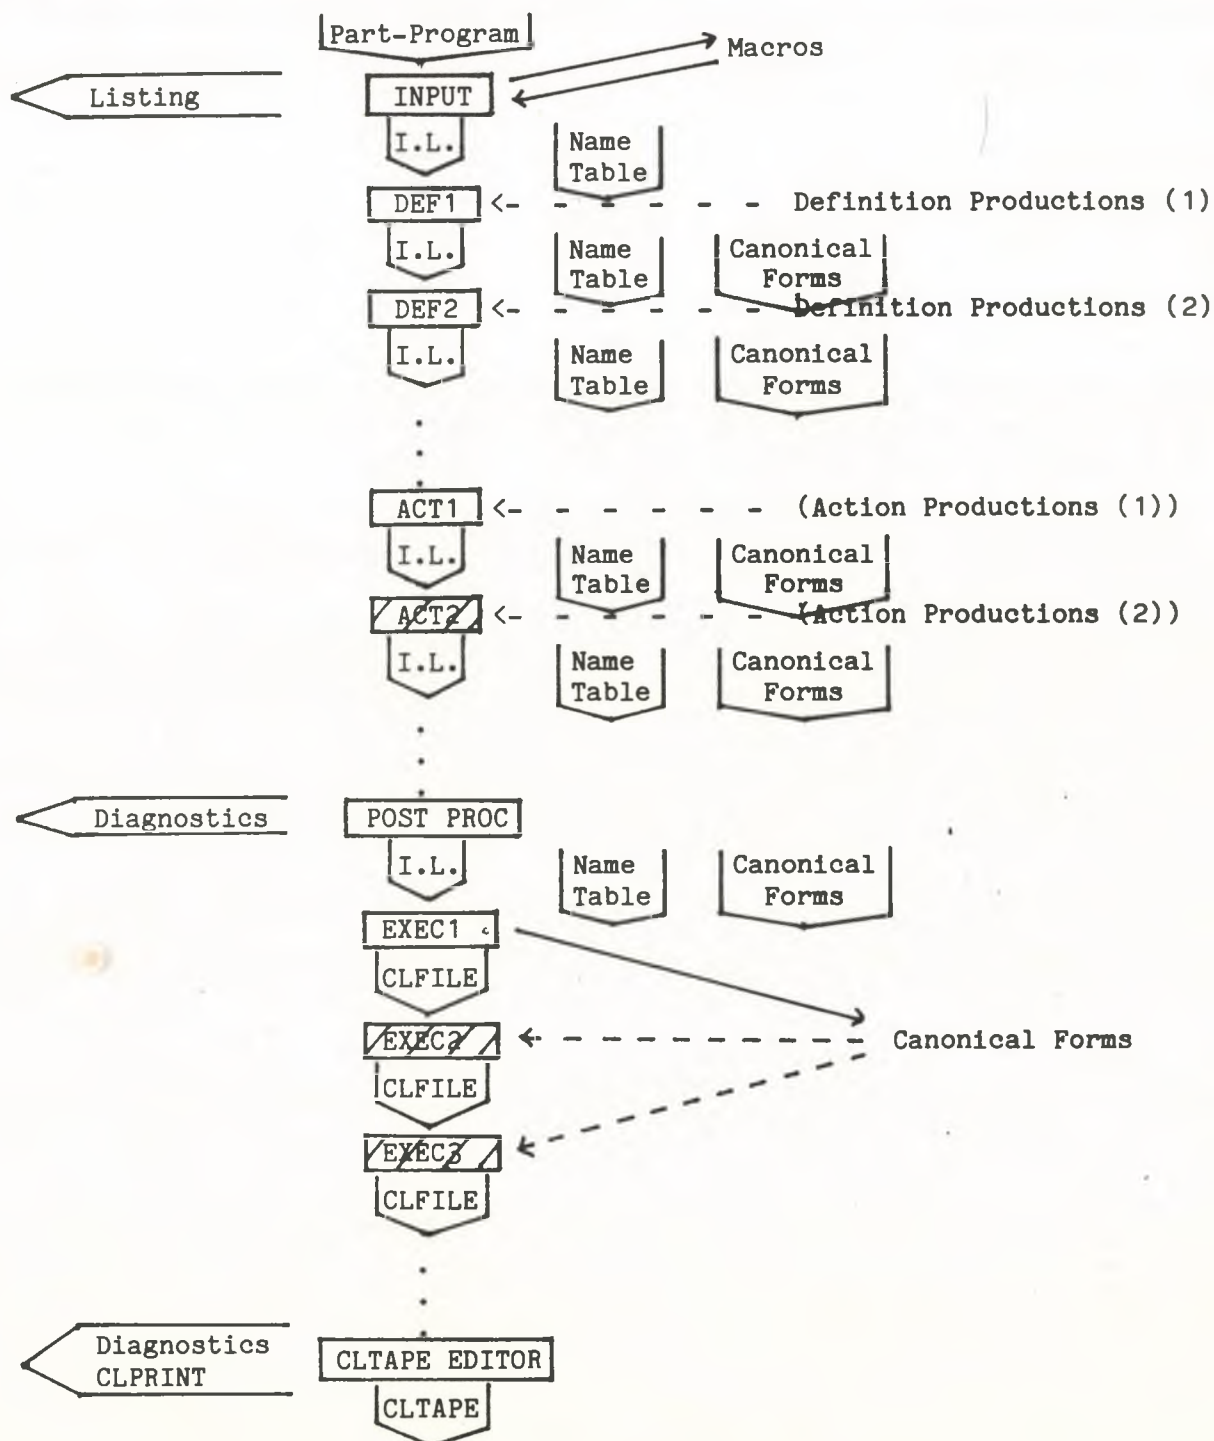 Part-Program
Macros
Listing
INPUT
I.L.
Name
Table
DEF1 <- - - - - - Definition Productions (1)
I.L.
Name
Table
Canonical
Forms
DEF2 <- - - - - - Definition Productions (2)
I.L.
Name
Table
Canonical
Forms
ACT1 <- - - - - - (Action Productions (1))
I.L.
Name
Table
Canonical
Forms
ACT2 <- - - - - - (Action Productions (2))
I.L.
Name
Table
Canonical
Forms
Diagnostics
POST PROC
I.L.
Name
Table
Canonical
Forms
EXEC1
CLFILE
EXEC2
Canonical Forms
CLFILE
EXEC3
CLFILE
Diagnostics
CLPRINT
CLTAPE EDITOR
CLTAPE